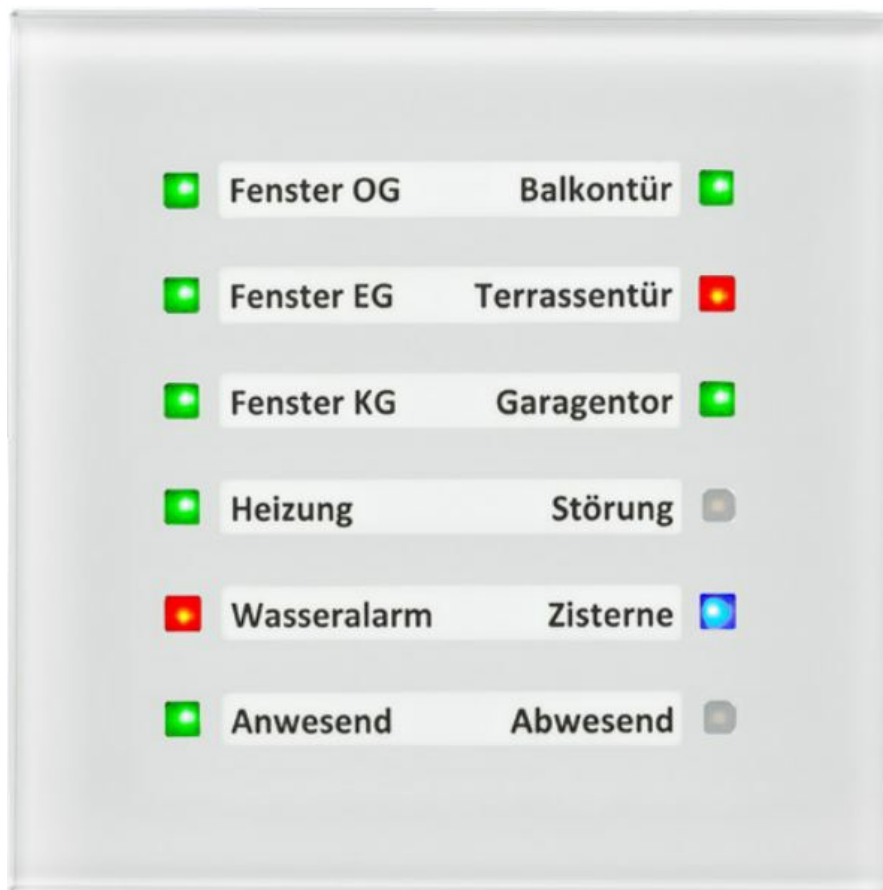 Fenster OG Balkontür
Fenster EG Terrassentür
Fenster KG Garagentor
Heizung Störung
Wasseralarm Zisterne
Anwesend Abwesend